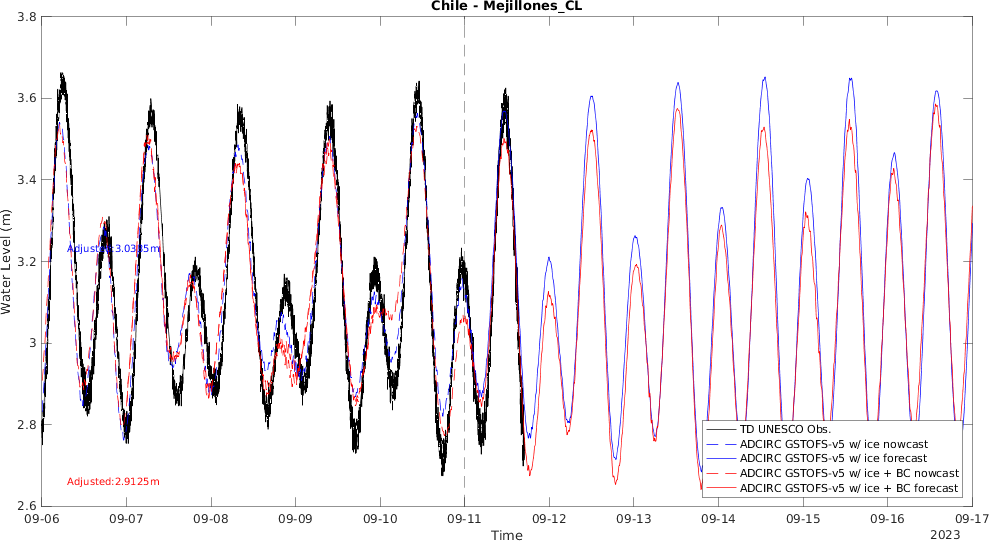 Chile - Mejillones_CL
Water Level (m)
3.8
3.6
3.4
3.2
3
2.8
2.6
Adjusted:3.0335m
Adjusted:2.9125m
TD UNESCO Obs.
ADCIRC GSTOFS-v5 w/ ice nowcast
ADCIRC GSTOFS-v5 w/ ice forecast
ADCIRC GSTOFS-v5 w/ ice + BC nowcast
ADCIRC GSTOFS-v5 w/ ice + BC forecast
09-06 09-07 09-08 09-09 09-10 09-11 09-12 09-13 09-14 09-15 09-16 09-17
Time
2023